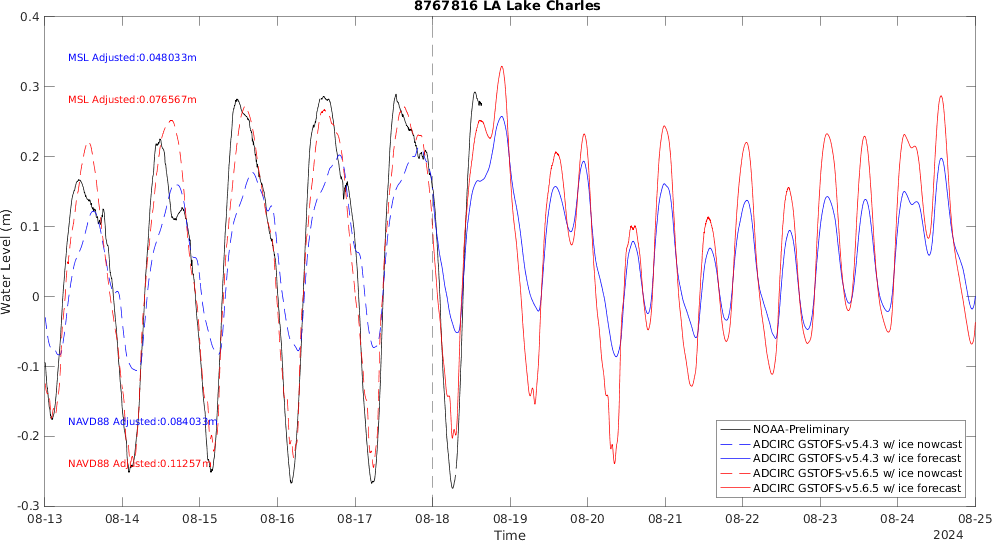 8767816 LA Lake Charles
0.4
0.3
0.2
0.1
0
-0.1
-0.2
-0.3
Water Level (m)
MSL Adjusted:0.048033m
MSL Adjusted:0.076567m
NAVD88 Adjusted:0.084033m
NAVD88 Adjusted:0.11257m
NOAA-Preliminary
ADCIRC GSTOFS-v5.4.3 w/ ice nowcast
ADCIRC GSTOFS-v5.4.3 w/ ice forecast
ADCIRC GSTOFS-v5.6.5 w/ ice nowcast
ADCIRC GSTOFS-v5.6.5 w/ ice forecast
08-13 08-14 08-15 08-16 08-17 08-18 08-19 08-20 08-21 08-22 08-23 08-24 08-25
Time
2024